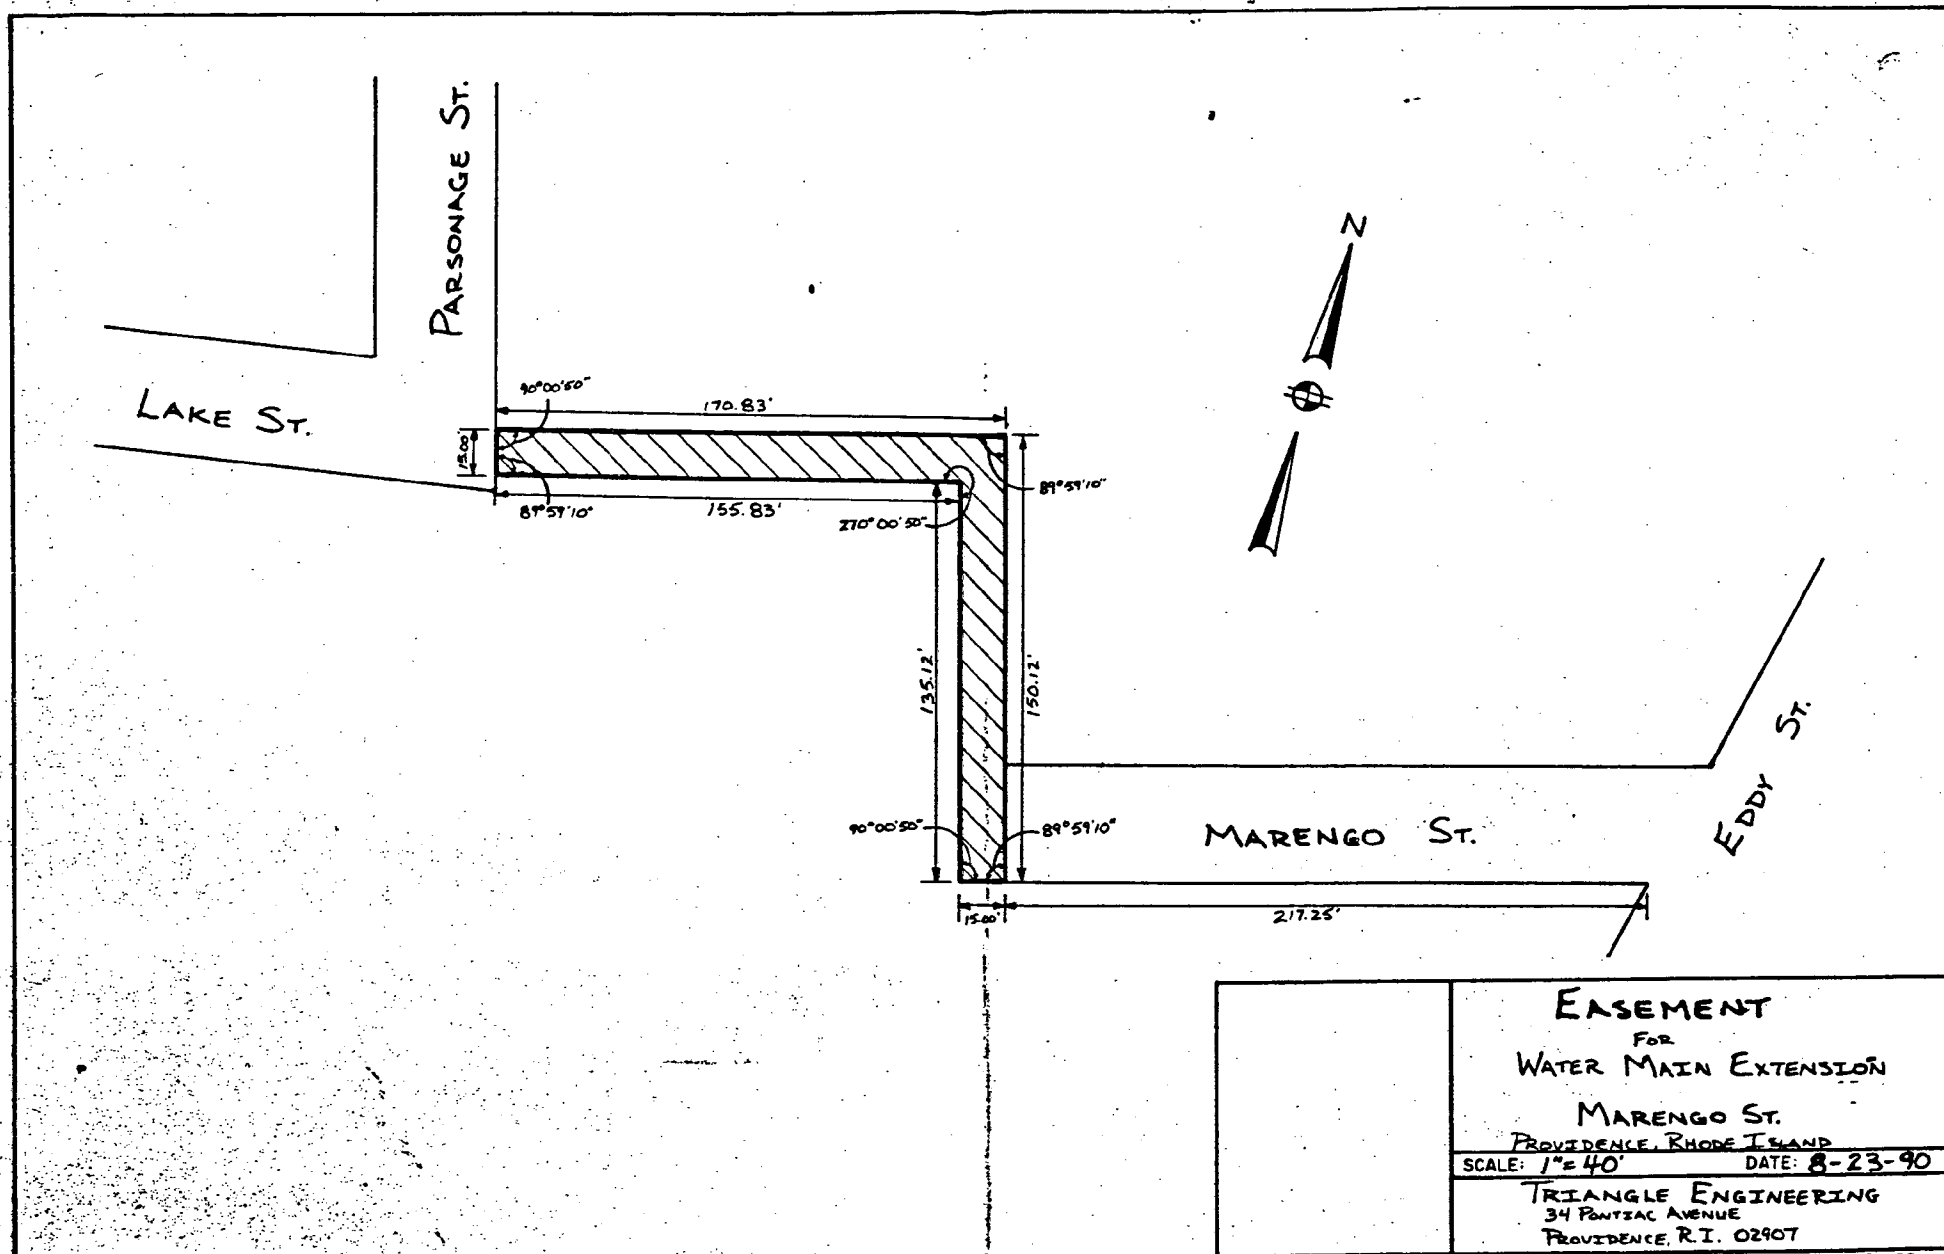 PARSONAGE ST.
LAKE ST.
N
90°00'50"
170.83'
15.00'
89°59'10"
155.83'
270°00'50"
89°59'10"
135.12'
150.12'
90°00'50"
89°59'10"
15.00'
217.25'
MARENGO ST.
EDDY ST.
EASEMENT
FOR
WATER MAIN EXTENSION
MARENGO ST.
PROVIDENCE, RHODE ISLAND
SCALE: 1"=40' DATE: 8-23-90
TRIANGLE ENGINEERING
34 PONTIAC AVENUE
PROVIDENCE, R.I. 02907